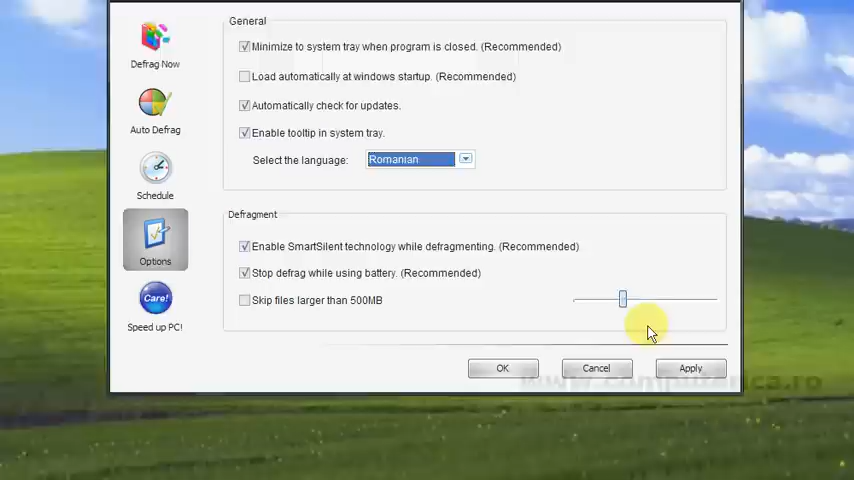 General
Defrag Now
Minimize to system tray when program is closed. (Recommended)
Load automatically at windows startup. (Recommended)
Automatically check for updates.
Auto Defrag
Enable tooltip in system tray.
Select the language: Romanian
Schedule
Defragment
Enable SmartSilent technology while defragmenting. (Recommended)
Options
Stop defrag while using battery. (Recommended)
Skip files larger than 500MB
Care!
Speed up PC!
OK Cancel Apply
www.computerica.ro